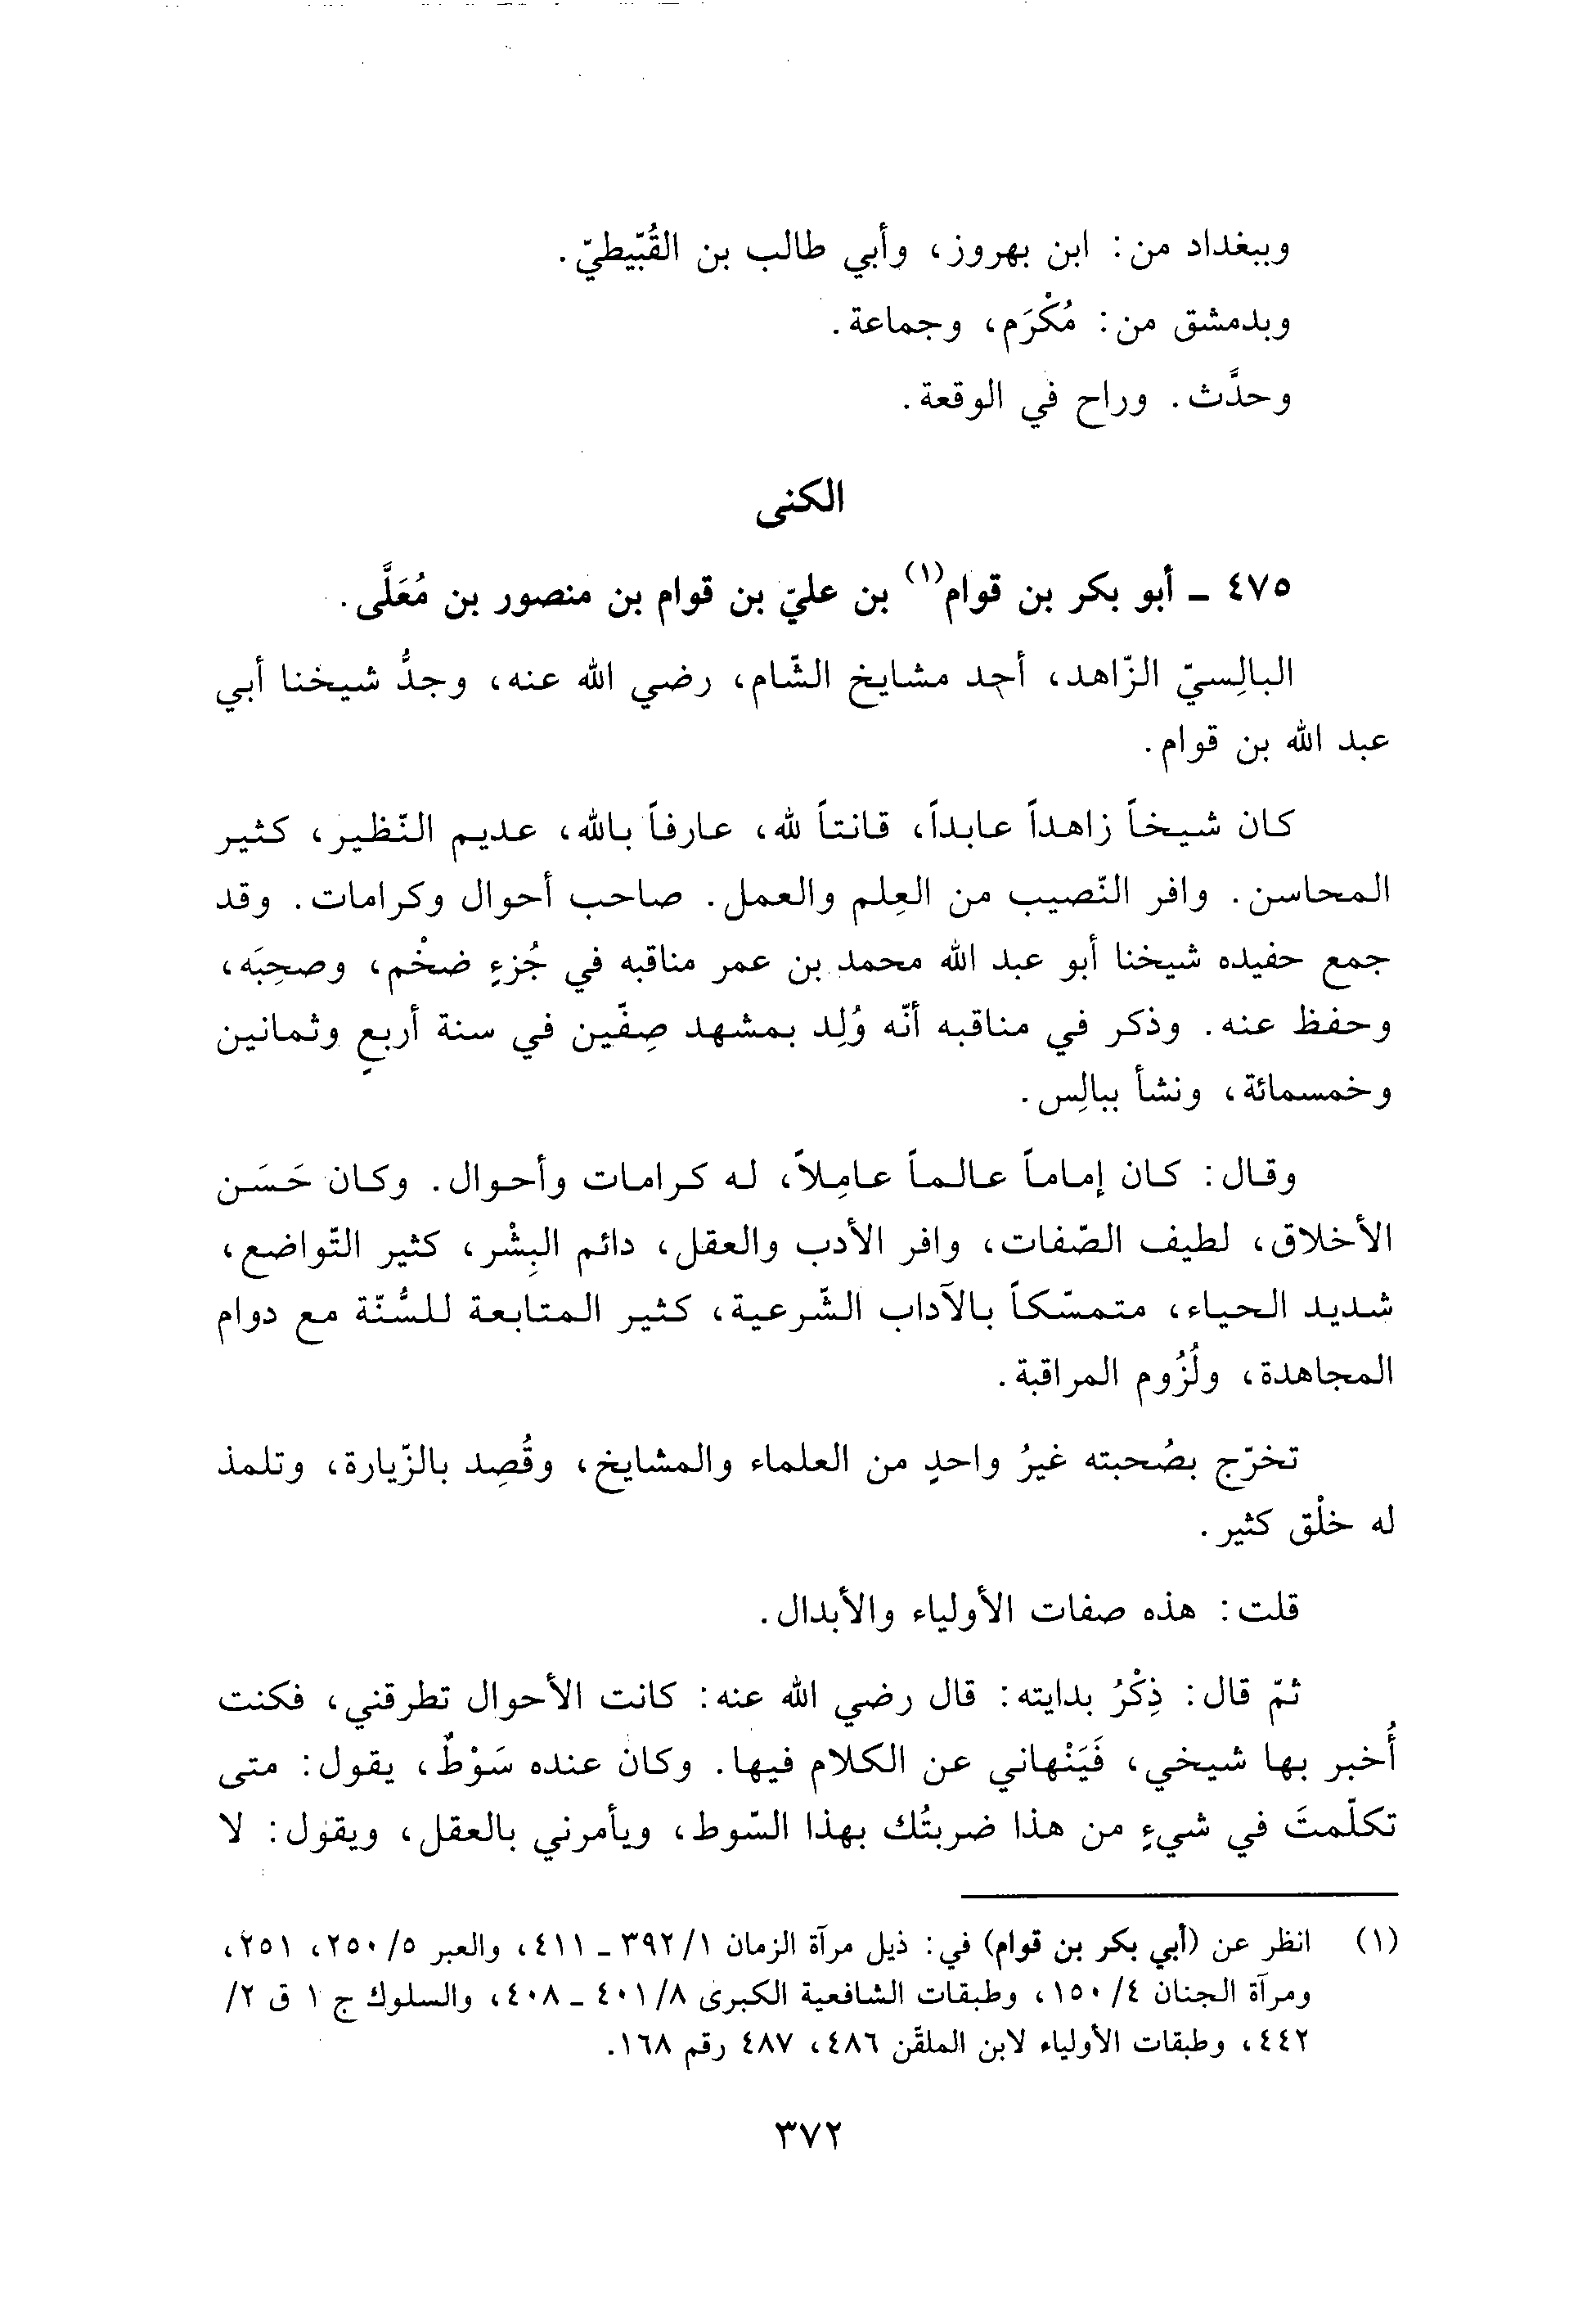 وببغداد من: ابن بهروز، وأبي طالب بن القُبّيطيّ.
وبدمشق من: مُكْرَم، وجماعة.
وحدَّث. وراح في الوقعة.
الكنى
٤٧٥ ـ أبو بكر بن قوام(١) بن عليّ بن قوام بن منصور بن مُعَلَّى.
البالِسيّ الزّاهد، أحد مشايخ الشّام، رضي الله عنه، وجدُّ شيخنا أبي
عبد الله بن قوام.
كان شيخاً زاهداً عابداً، قانتاً لله، عارفاً بالله، عديم النّظير، كثير
المحاسن. وافر النّصيب من العِلم والعمل. صاحب أحوال وكرامات. وقد
جمع حفيده شيخنا أبو عبد الله محمد بن عمر مناقبه في جُزءٍ ضخْم، وصحِبَه،
وحفظ عنه. وذكر في مناقبه أنّه وُلِد بمشهد صِفّين في سنة أربعٍ وثمانين
وخمسمائة، ونشأ ببالِس.
وقال: كان إماماً عالماً عامِلاً، له كرامات وأحوال. وكان حَسَن
الأخلاق، لطيف الصّفات، وافر الأدب والعقل، دائم البِشْر، كثير التّواضع،
شديد الحياء، متمسّكاً بالآداب الشّرعية، كثير المتابعة للسُّنّة مع دوام
المجاهدة، ولُزُوم المراقبة.
تخرّج بصُحبته غيرُ واحدٍ من العلماء والمشايخ، وقُصِد بالزّيارة، وتلمذ
له خلْق كثير.
قلت: هذه صفات الأولياء والأبدال.
ثمّ قال: ذِكْرُ بدايته: قال رضي الله عنه: كانت الأحوال تطرقني، فكنت
أُخبر بها شيخي، فَيَنْهاني عن الكلام فيها. وكان عنده سَوْطٌ، يقول: متى
تكلّمتَ في شيءٍ من هذا ضربتُك بهذا السّوط، ويأمرني بالعقل، ويقول: لا
(١) انظر عن (أبي بكر بن قوام) في: ذيل مرآة الزمان ١/ ٣٩٢ ـ ٤١١، والعبر ٥/ ٢٥٠، ٢٥١،
ومرآة الجنان ٤/ ١٥٠، وطبقات الشافعية الكبرى ٨/ ٤٠١ ـ ٤٠٨، والسلوك ج ١ ق ٢/
٤٤٢، وطبقات الأولياء لابن الملقّن ٤٨٦، ٤٨٧ رقم ١٦٨.
٣٧٢